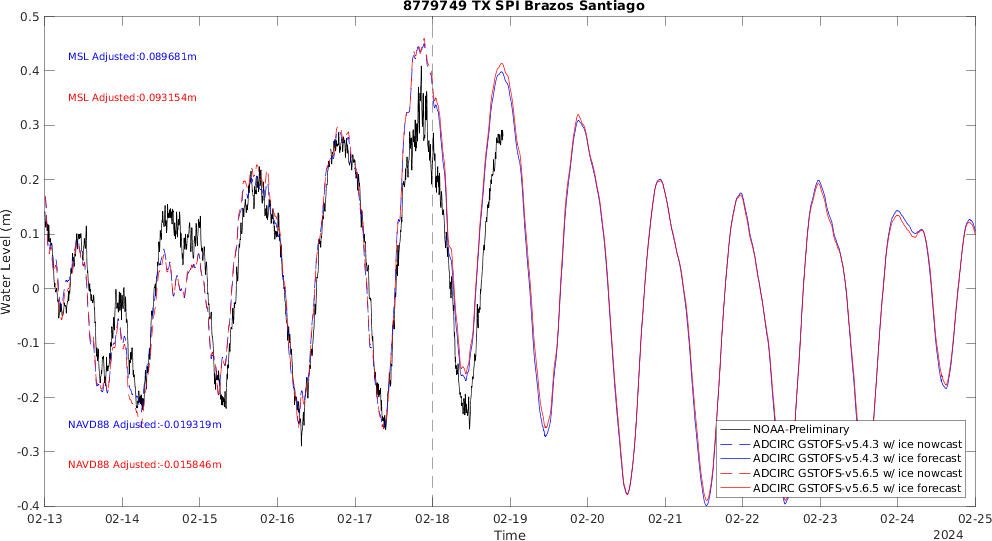 8779749 TX SPI Brazos Santiago
0.5
MSL Adjusted:0.089681m
0.4
MSL Adjusted:0.093154m
0.3
0.2
0.1
Water Level (m)
0
-0.1
-0.2
NAVD88 Adjusted:-0.019319m
-0.3
NAVD88 Adjusted:-0.015846m
-0.4
NOAA-Preliminary
ADCIRC GSTOFS-v5.4.3 w/ ice nowcast
ADCIRC GSTOFS-v5.4.3 w/ ice forecast
ADCIRC GSTOFS-v5.6.5 w/ ice nowcast
ADCIRC GSTOFS-v5.6.5 w/ ice forecast
02-13 02-14 02-15 02-16 02-17 02-18 02-19 02-20 02-21 02-22 02-23 02-24 02-25
Time
2024